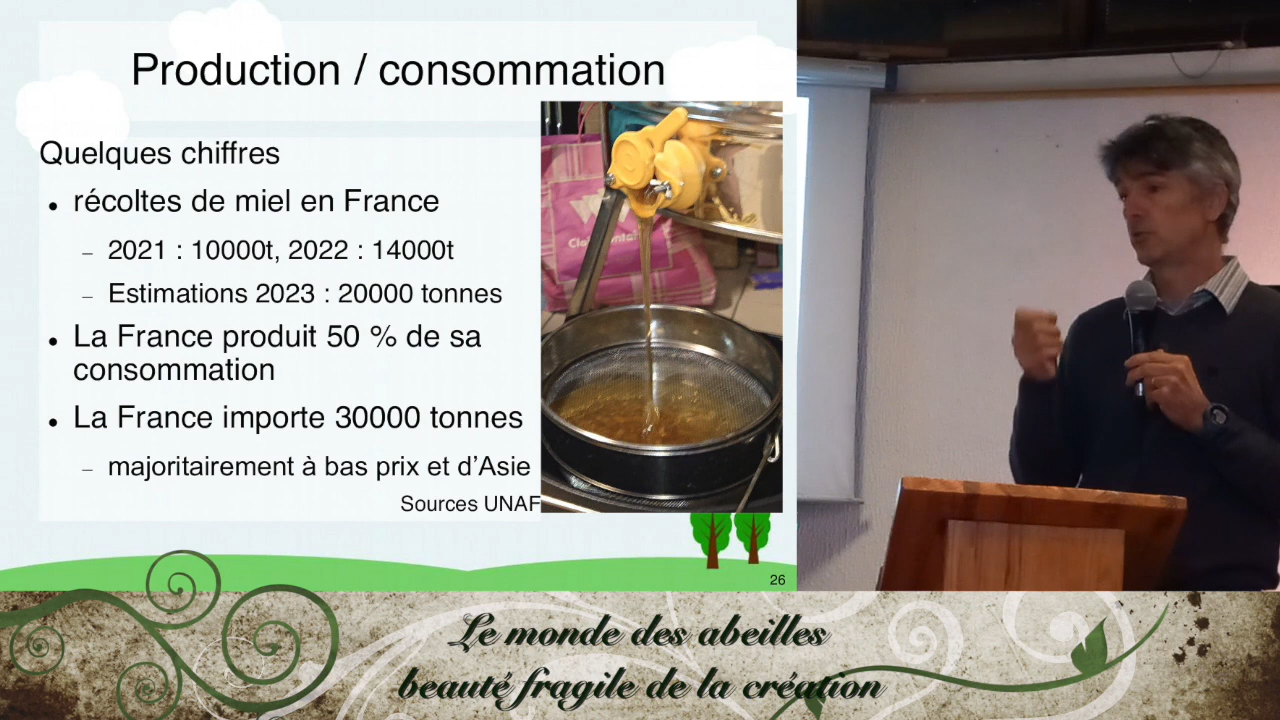 Production / consommation
Quelques chiffres
• récoltes de miel en France
– 2021 : 10000t, 2022 : 14000t
– Estimations 2023 : 20000 tonnes
• La France produit 50 % de sa
consommation
• La France importe 30000 tonnes
– majoritairement à bas prix et d’Asie
Sources UNAF
26
Le monde des abeilles
beauté fragile de la création